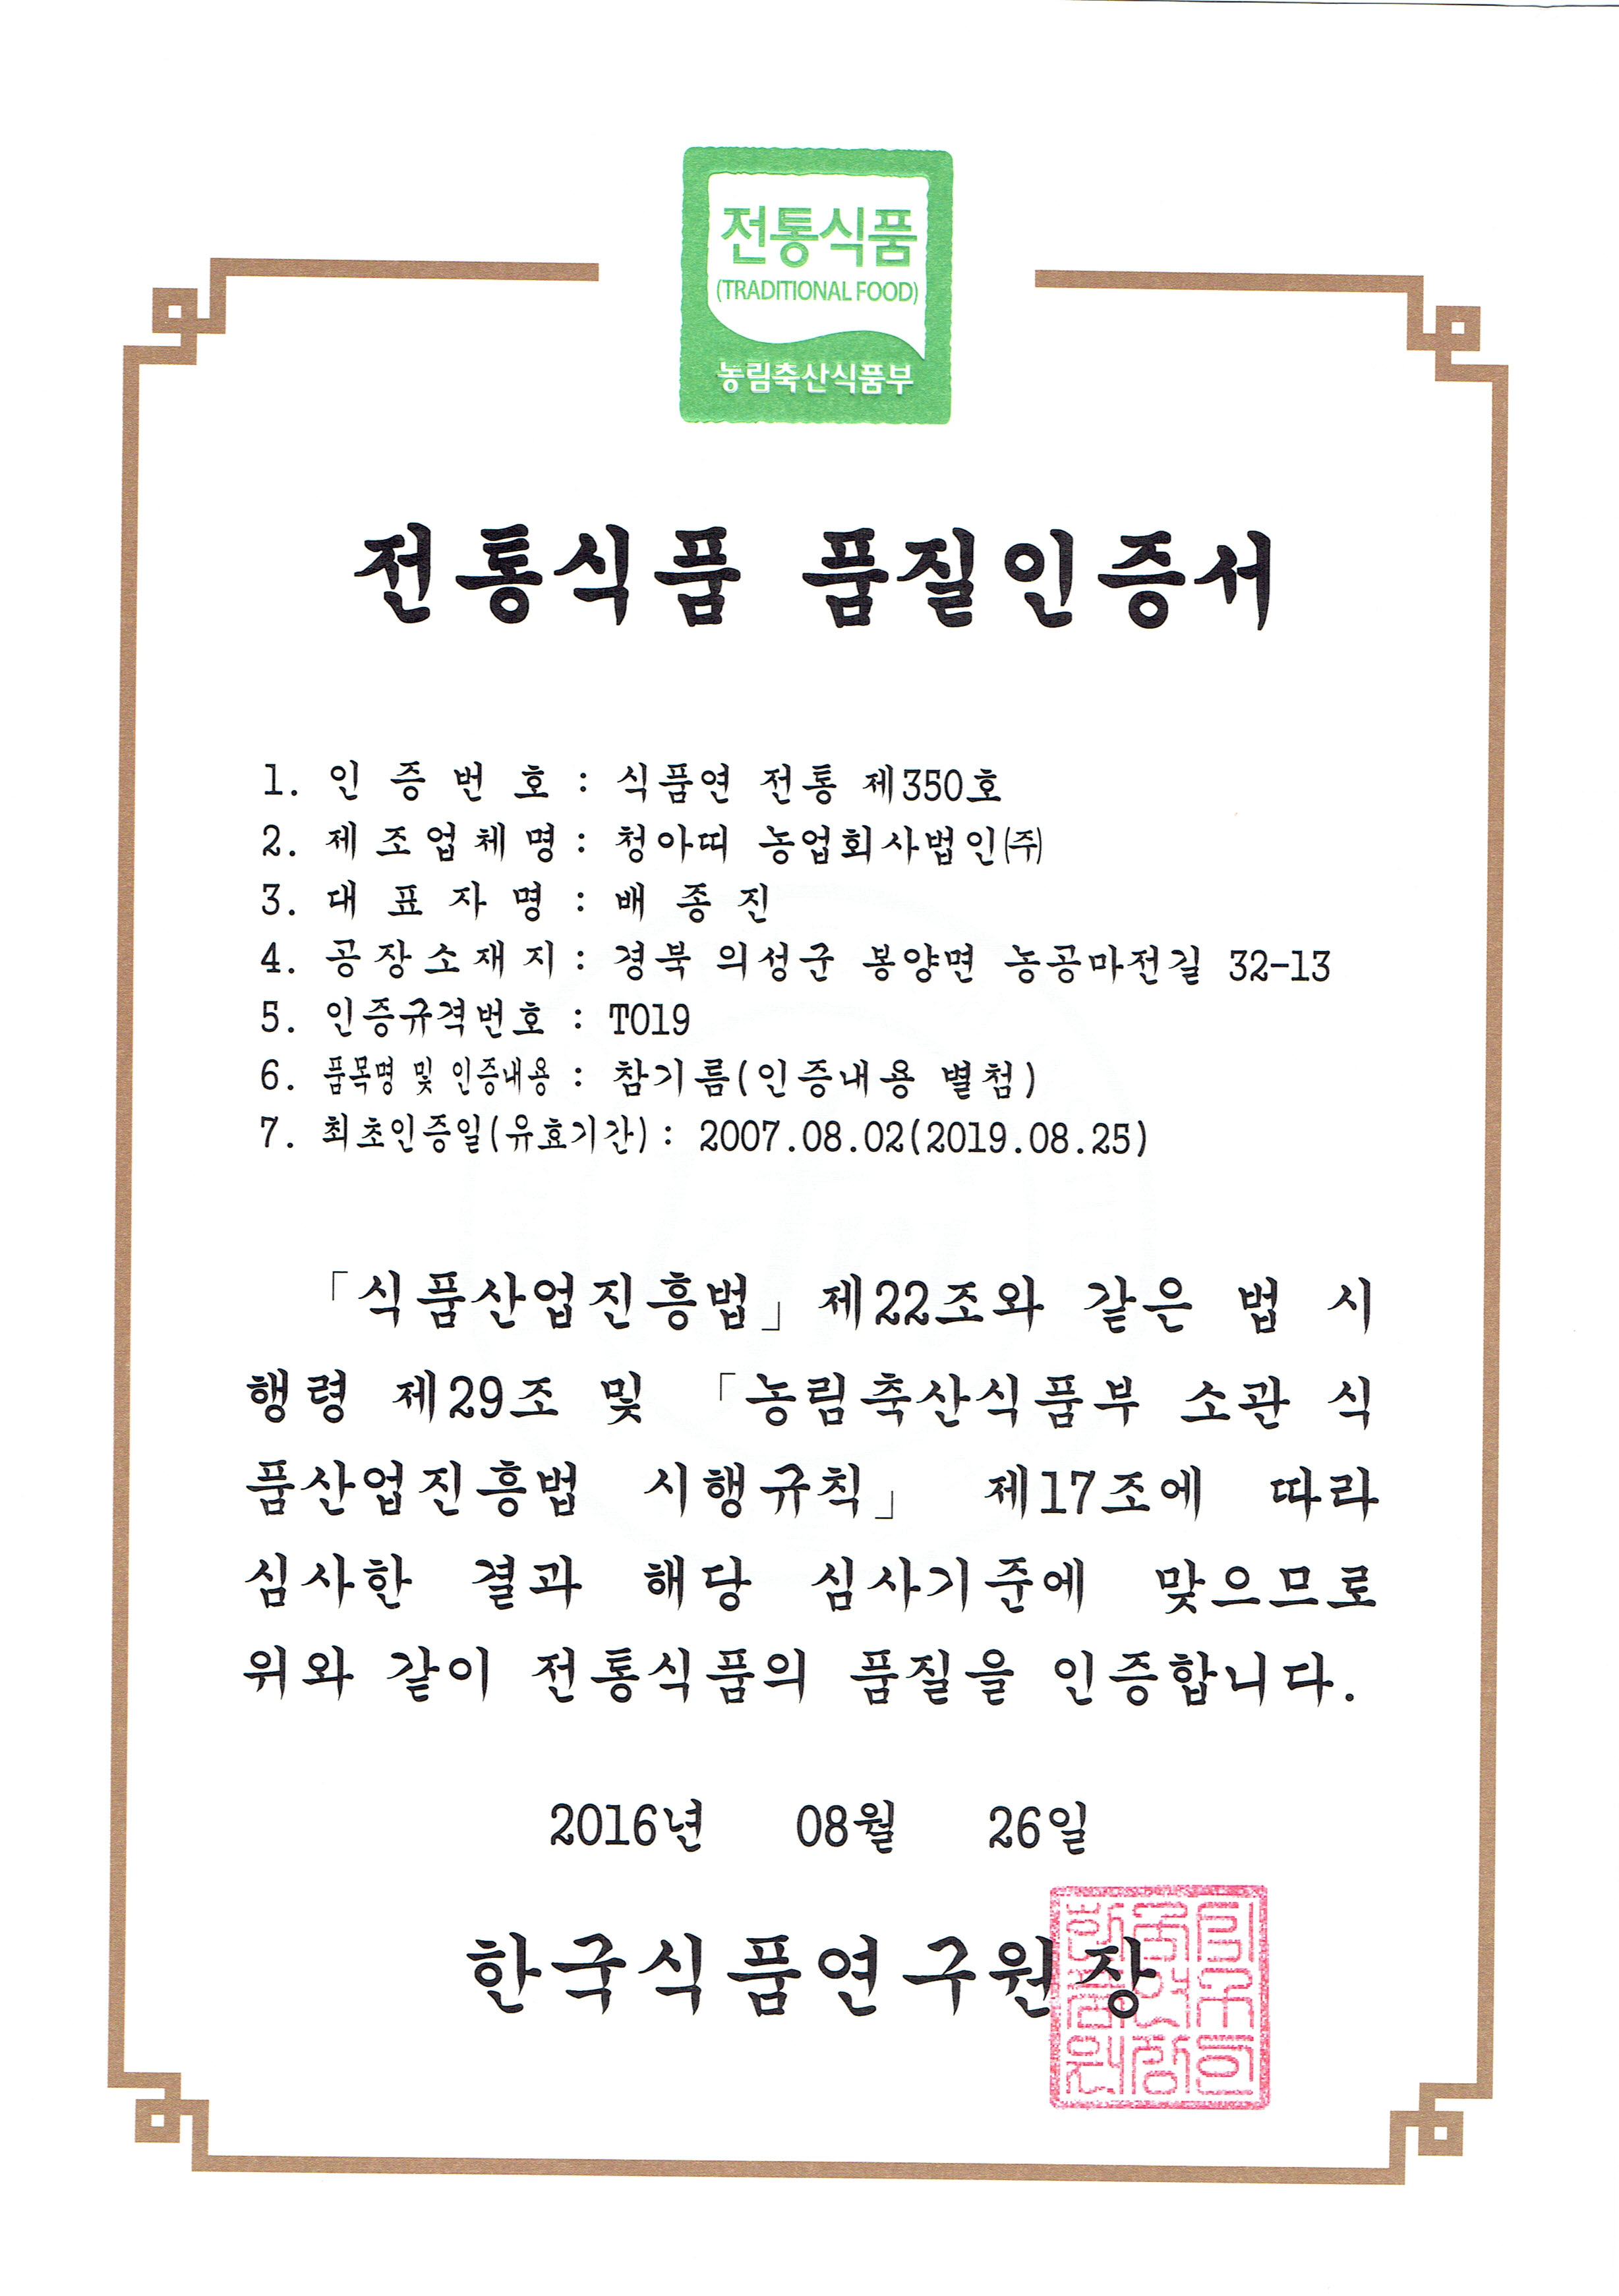 전통식품
(TRADITIONAL FOOD)
농림축산식품부
전통식품 품질인증서
1. 인 증 번 호 : 식품연 전통 제350호
2. 제 조 업 체 명 : 청아띠 농업회사법인㈜
3. 대 표 자 명 : 배 종 진
4. 공 장 소 재 지 : 경북 의성군 봉양면 농공마전길 32-13
5. 인증규격번호 : T019
6. 품목명 및 인증내용 : 참기름(인증내용 별첨)
7. 최초인증일(유효기간) : 2007.08.02(2019.08.25)
「식품산업진흥법」제22조와 같은 법 시
행령 제29조 및 「농림축산식품부 소관 식
품산업진흥법 시행규칙」 제17조에 따라
심사한 결과 해당 심사기준에 맞으므로
위와 같이 전통식품의 품질을 인증합니다.
2016년 08월 26일
한국식품연구원장